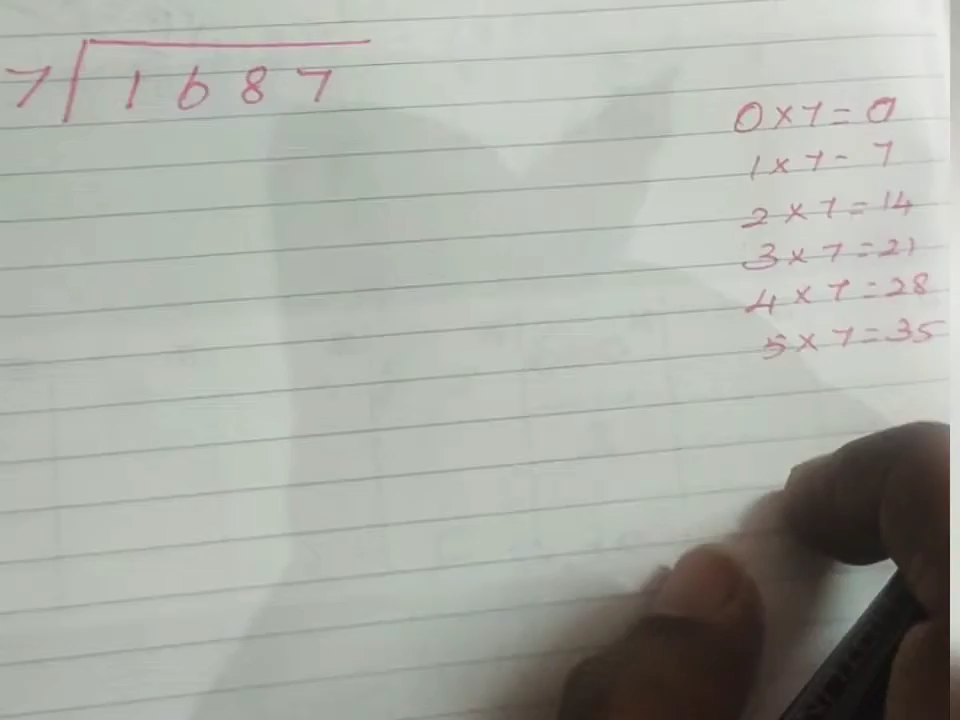 7 1687
0 x 7 = 0
1 x 7 - 7
2 x 7 = 14
3 x 7 = 21
4 x 7 = 28
5 x 7 = 35